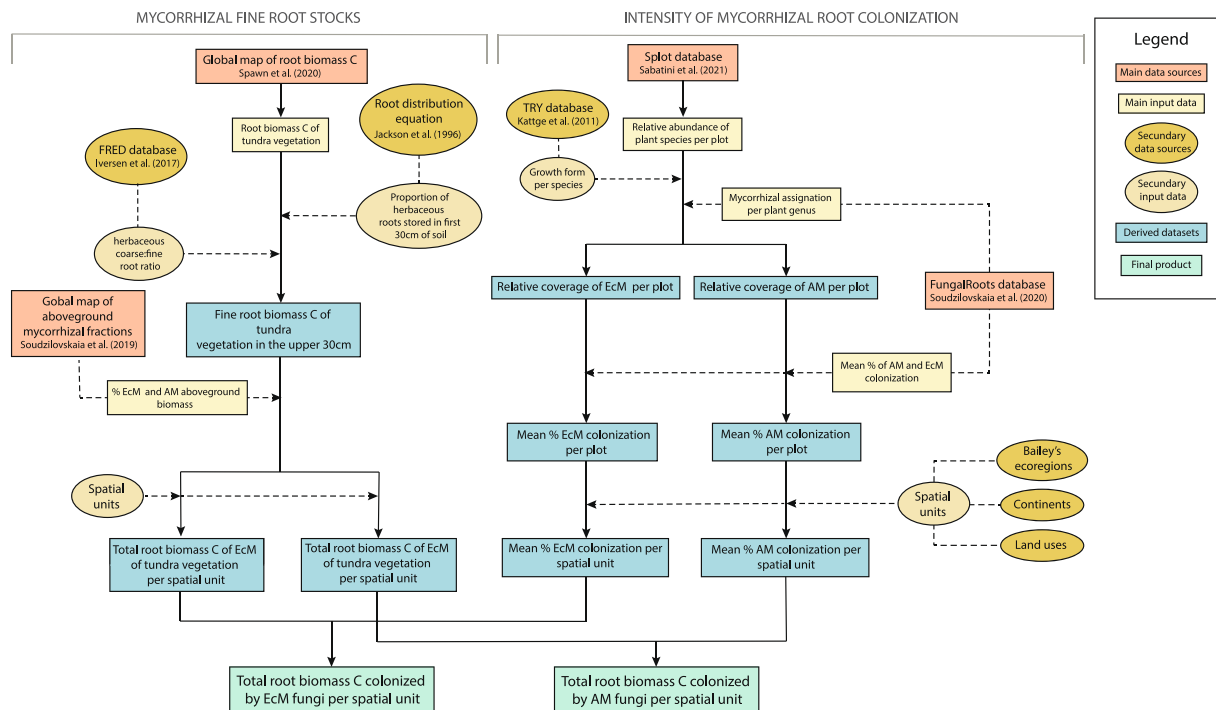 MYCORRHIZAL FINE ROOT STOCKS
Global map of root biomass C
Spawn et al. (2020)
Root distribution
equation
Jackson et al. (1996)
Root biomass C of
tundra vegetation
FRED database
Iversen et al. (2017)
Proportion of
herbaceous
roots stored in first
30cm of soil
herbaceous
coarse:fine
root ratio
Gobal map of
aboveground
mycorrhizal fractions
Soudzilovskaia et al. (2019)
Fine root biomass C of
tundra
vegetation in the upper 30cm
% EcM and AM aboveground
biomass
Spatial
units
Total root biomass C of EcM
of tundra vegetation
per spatial unit
Total root biomass C of EcM
of tundra vegetation
per spatial unit
INTENSITY OF MYCORRHIZAL ROOT COLONIZATION
Splot database
Sabatini et al. (2021)
TRY database
Kattge et al. (2011)
Relative abundance of
plant species per plot
Growth form
per species
Mycorrhizal assignation
per plant genus
Relative coverage of EcM per plot
Relative coverage of AM per plot
FungalRoots database
Soudzilovskaia et al. (2020)
Mean % of AM and EcM
colonization
Mean % EcM colonization
per plot
Mean % AM colonization
per plot
Bailey's
ecoregions
Spatial
units
Continents
Land uses
Mean % EcM colonization per
spatial unit
Mean % AM colonization per
spatial unit
Total root biomass C colonized
by EcM fungi per spatial unit
Total root biomass C colonized
by AM fungi per spatial unit
Legend
Main data sources
Main input data
Secundary
data sources
Secundary
input data
Derived datasets
Final product